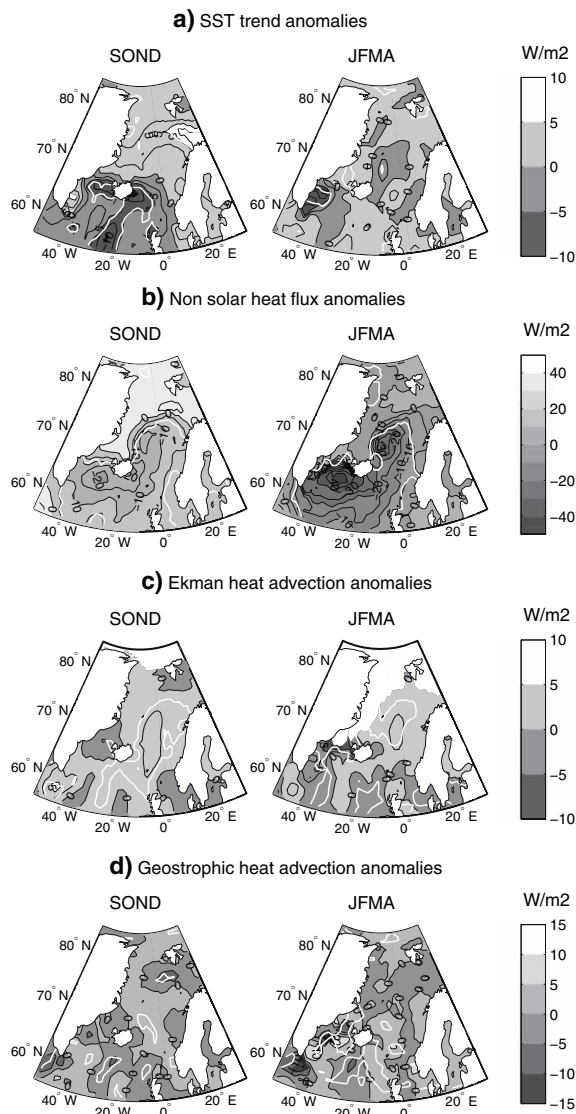 a) SST trend anomalies
SOND
JFMA
W/m2
80° N
70° N
60° N
40° W
20°
0°
20° E
40° W
20°
0°
20° E
80° N
70° N
60° N
10
5
0
−5
−10
b) Non solar heat flux anomalies
SOND
JFMA
W/m2
80° N
70° N
60° N
40° W
20°
0°
20° E
80° N
70° N
60° N
40° W
20°
0°
20° E
40
20
0
−20
−40
c) Ekman heat advection anomalies
SOND
JFMA
W/m2
80° N
70° N
60° N
40° W
20°
0°
20° E
80° N
70° N
60° N
40° W
20°
0°
20° E
10
5
0
−5
−10
d) Geostrophic heat advection anomalies
SOND
JFMA
W/m2
80° N
70° N
60° N
40° W
20°
0°
20° E
80° N
70° N
60° N
40° W
20°
0°
20° E
15
10
5
0
−5
−10
−15